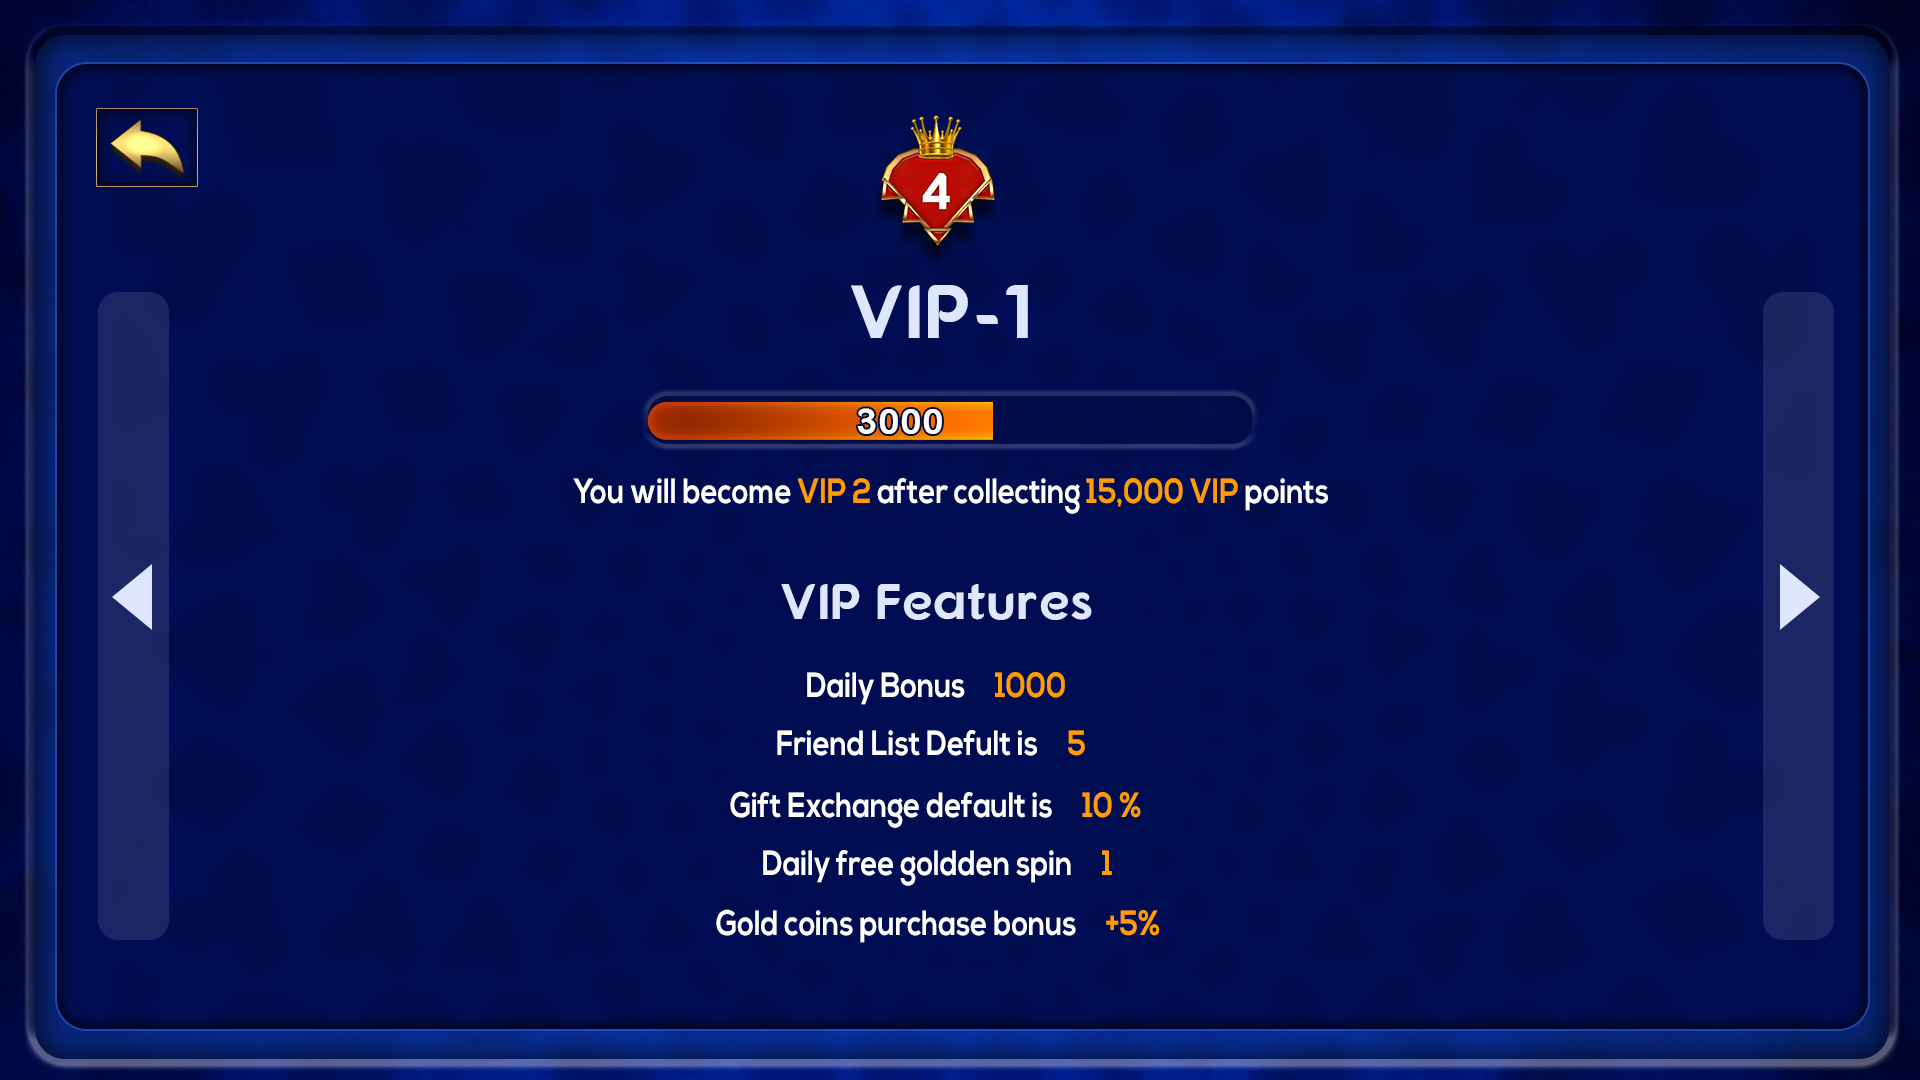 4
VIP-1
3000
You will become VIP 2 after collecting 15,000 VIP points
VIP Features
Daily Bonus 1000
Friend List Defult is 5
Gift Exchange default is 10 %
Daily free goldden spin 1
Gold coins purchase bonus +5%